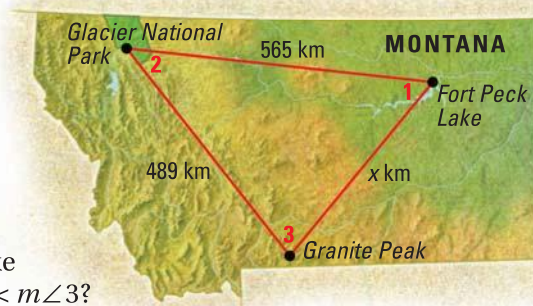 Glacier National
Park
565 km
MONTANA
2
1
Fort Peck
Lake
489 km
x km
3
Granite Peak
m∠3?